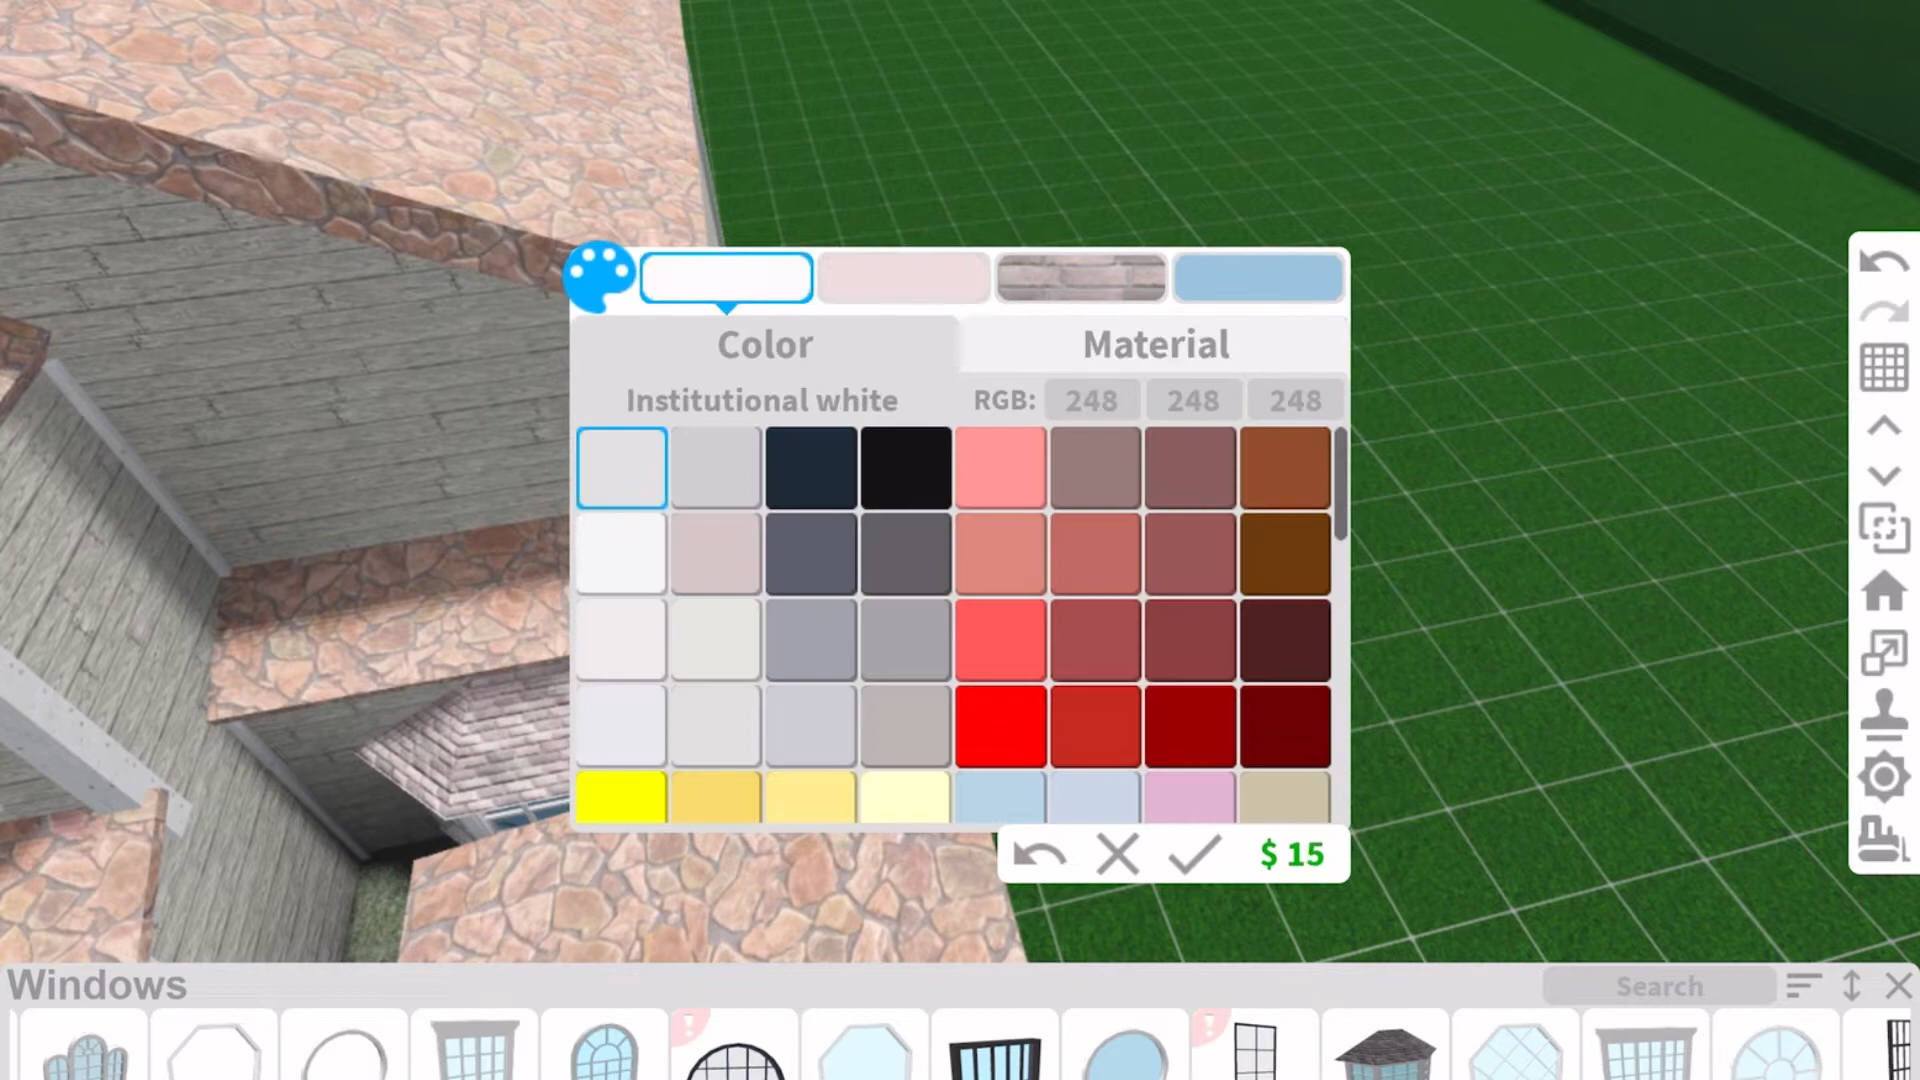 Color
Material
Institutional white
RGB: 248 248 248
$ 15
Windows
Search